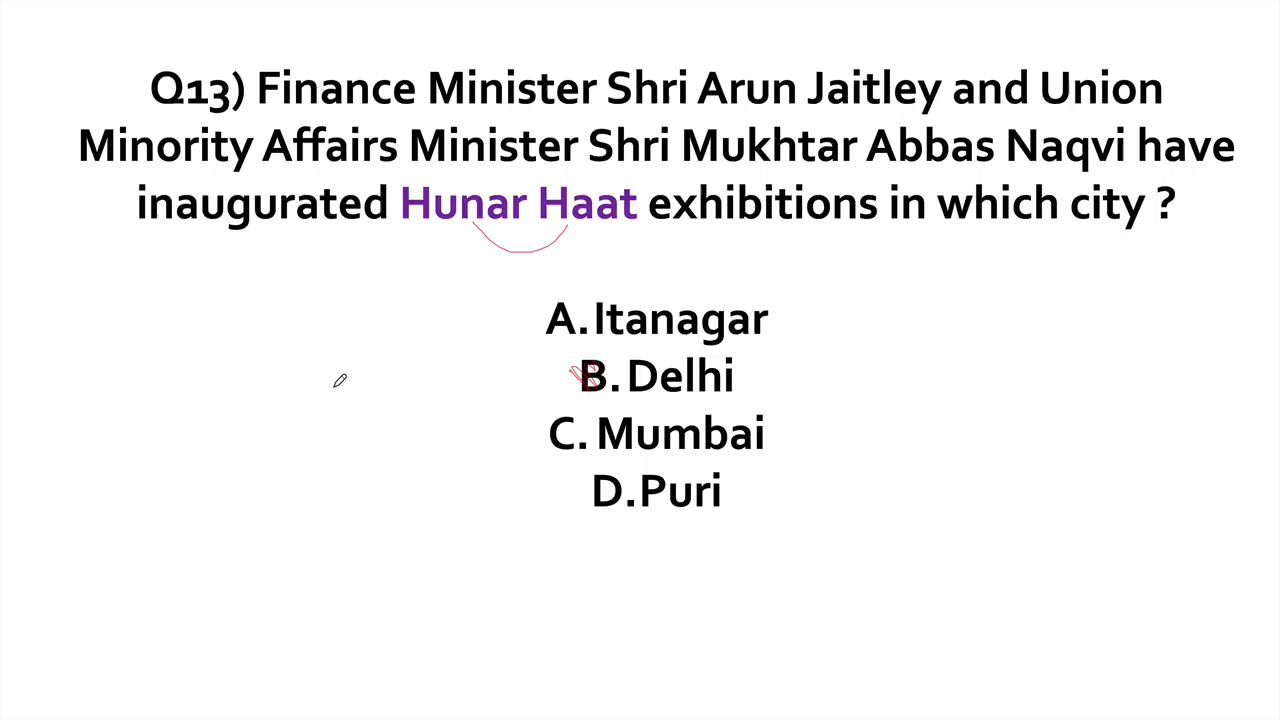 Q13) Finance Minister Shri Arun Jaitley and Union
Minority Affairs Minister Shri Mukhtar Abbas Naqvi have
inaugurated Hunar Haat exhibitions in which city ?
A. Itanagar
B. Delhi
C. Mumbai
D. Puri